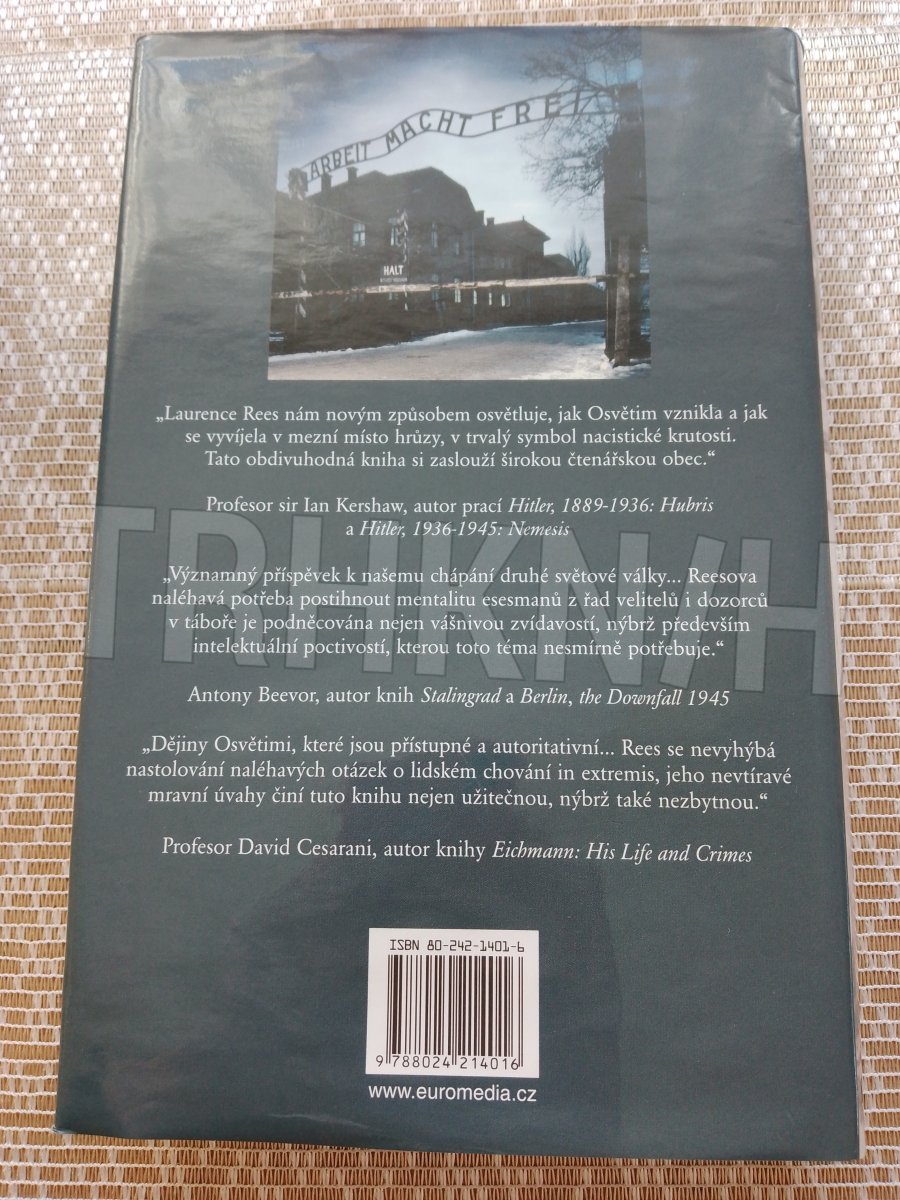 ARBEIT MACHT FREI
HALT
„Laurence Rees nám novým způsobem osvětluje, jak Osvětim vznikla a jak
se vyvíjela v mezní místo hrůzy, v trvalý symbol nacistické krutosti.
Tato obdivuhodná kniha si zaslouží širokou čtenářskou obec.“
Profesor sir Ian Kershaw, autor prací Hitler, 1889-1936: Hubris
a Hitler, 1936-1945: Nemesis
TRHKNIH
„Významný příspěvek k našemu chápání druhé světové války... Reesova
naléhavá potřeba postihnout mentalitu esesmanů z řad velitelů i dozorců
v táboře je podněcována nejen vášnivou zvídavostí, nýbrž především
intelektuální poctivostí, kterou toto téma nesmírně potřebuje.“
Antony Beevor, autor knih Stalingrad a Berlin, the Downfall 1945
„Dějiny Osvětimi, které jsou přístupné a autoritativní... Rees se nevyhýbá
nastolování naléhavých otázek o lidském chování in extremis, jeho nevtíravé
mravní úvahy činí tuto knihu nejen užitečnou, nýbrž také nezbytnou.“
Profesor David Cesarani, autor knihy Eichmann: His Life and Crimes
ISBN 80-242-1401-6
9 788024 214016
www.euromedia.cz